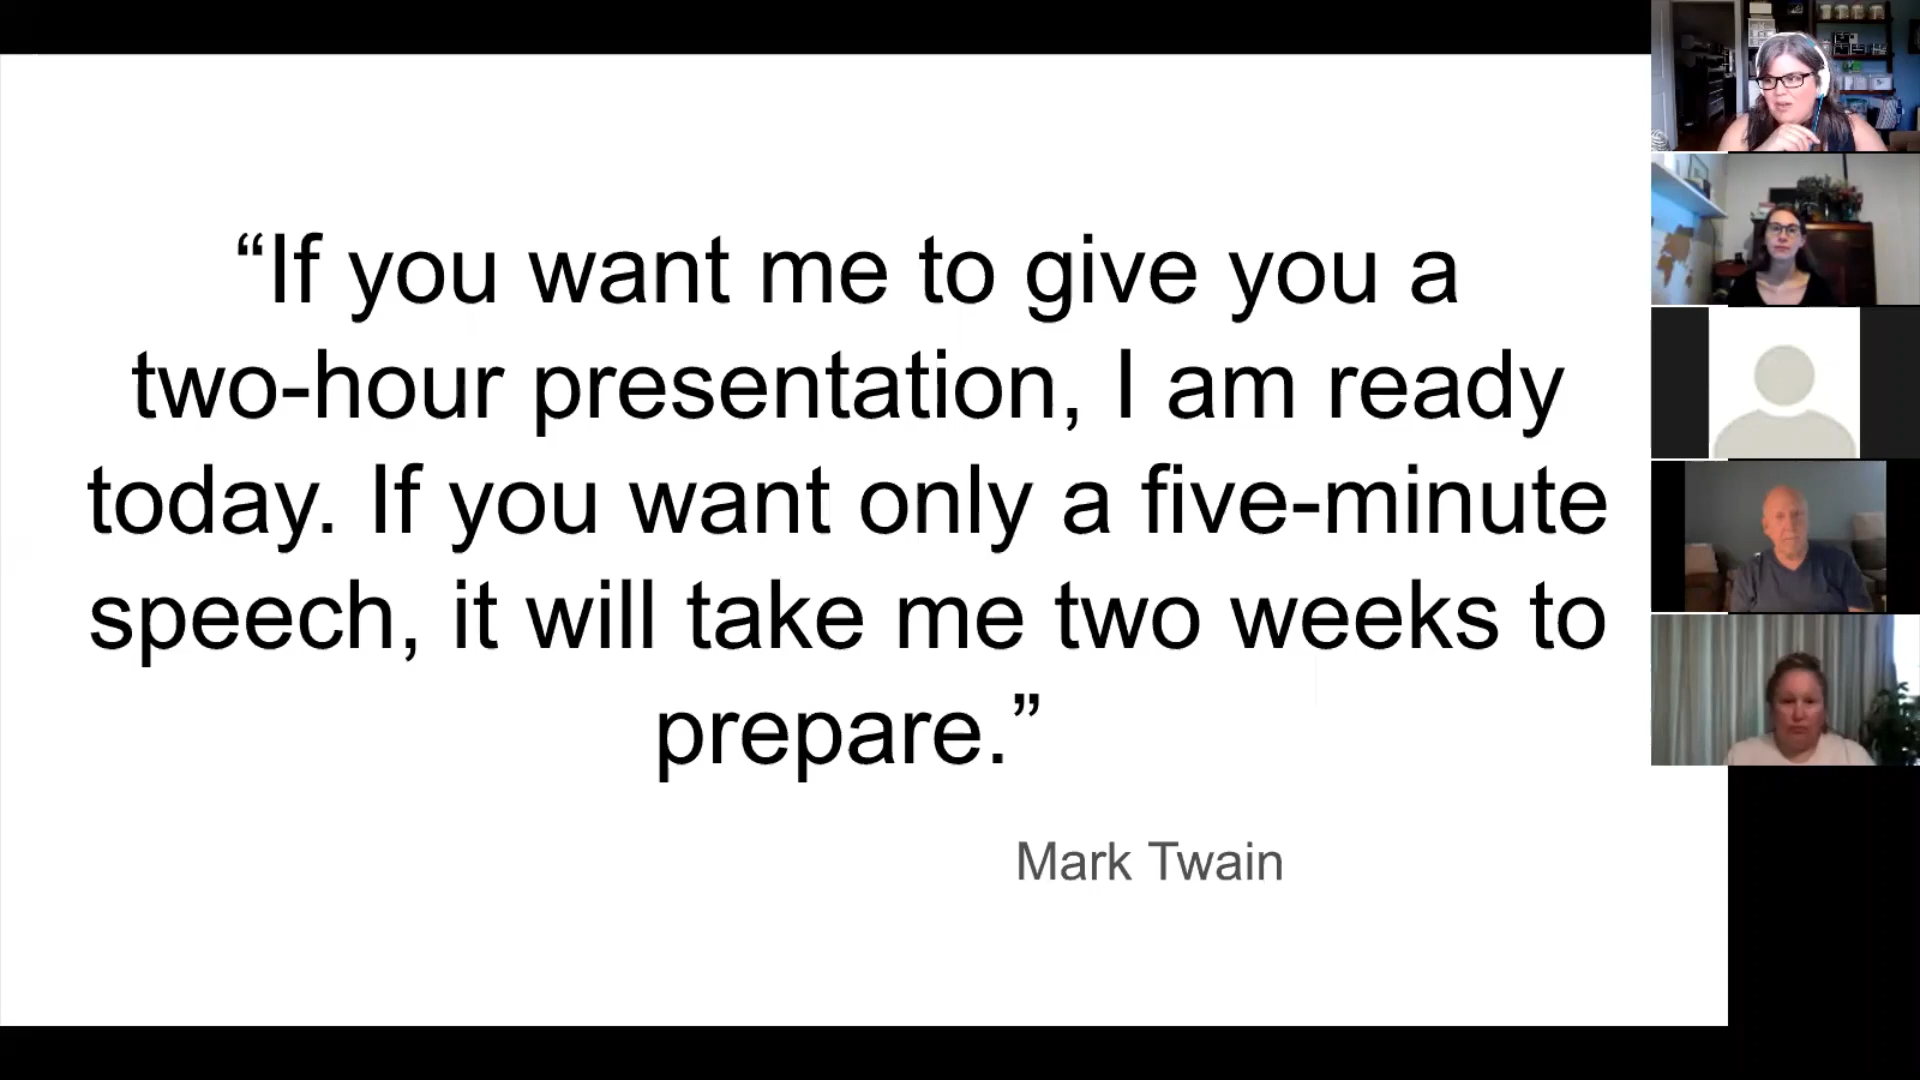 “If you want me to give you a
two-hour presentation, I am ready
today. If you want only a five-minute
speech, it will take me two weeks to
prepare.”
Mark Twain